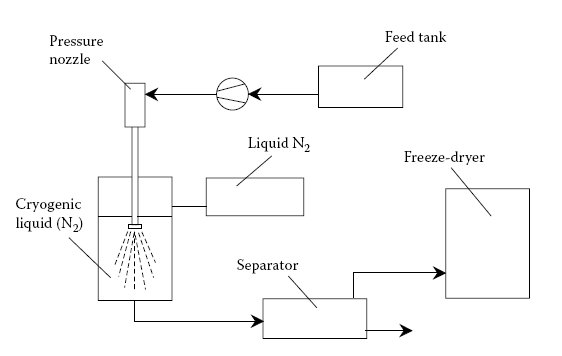 Feed tank
Pressure
nozzle
Liquid N₂
Freeze-dryer
Cryogenic
liquid (N₂)
Separator